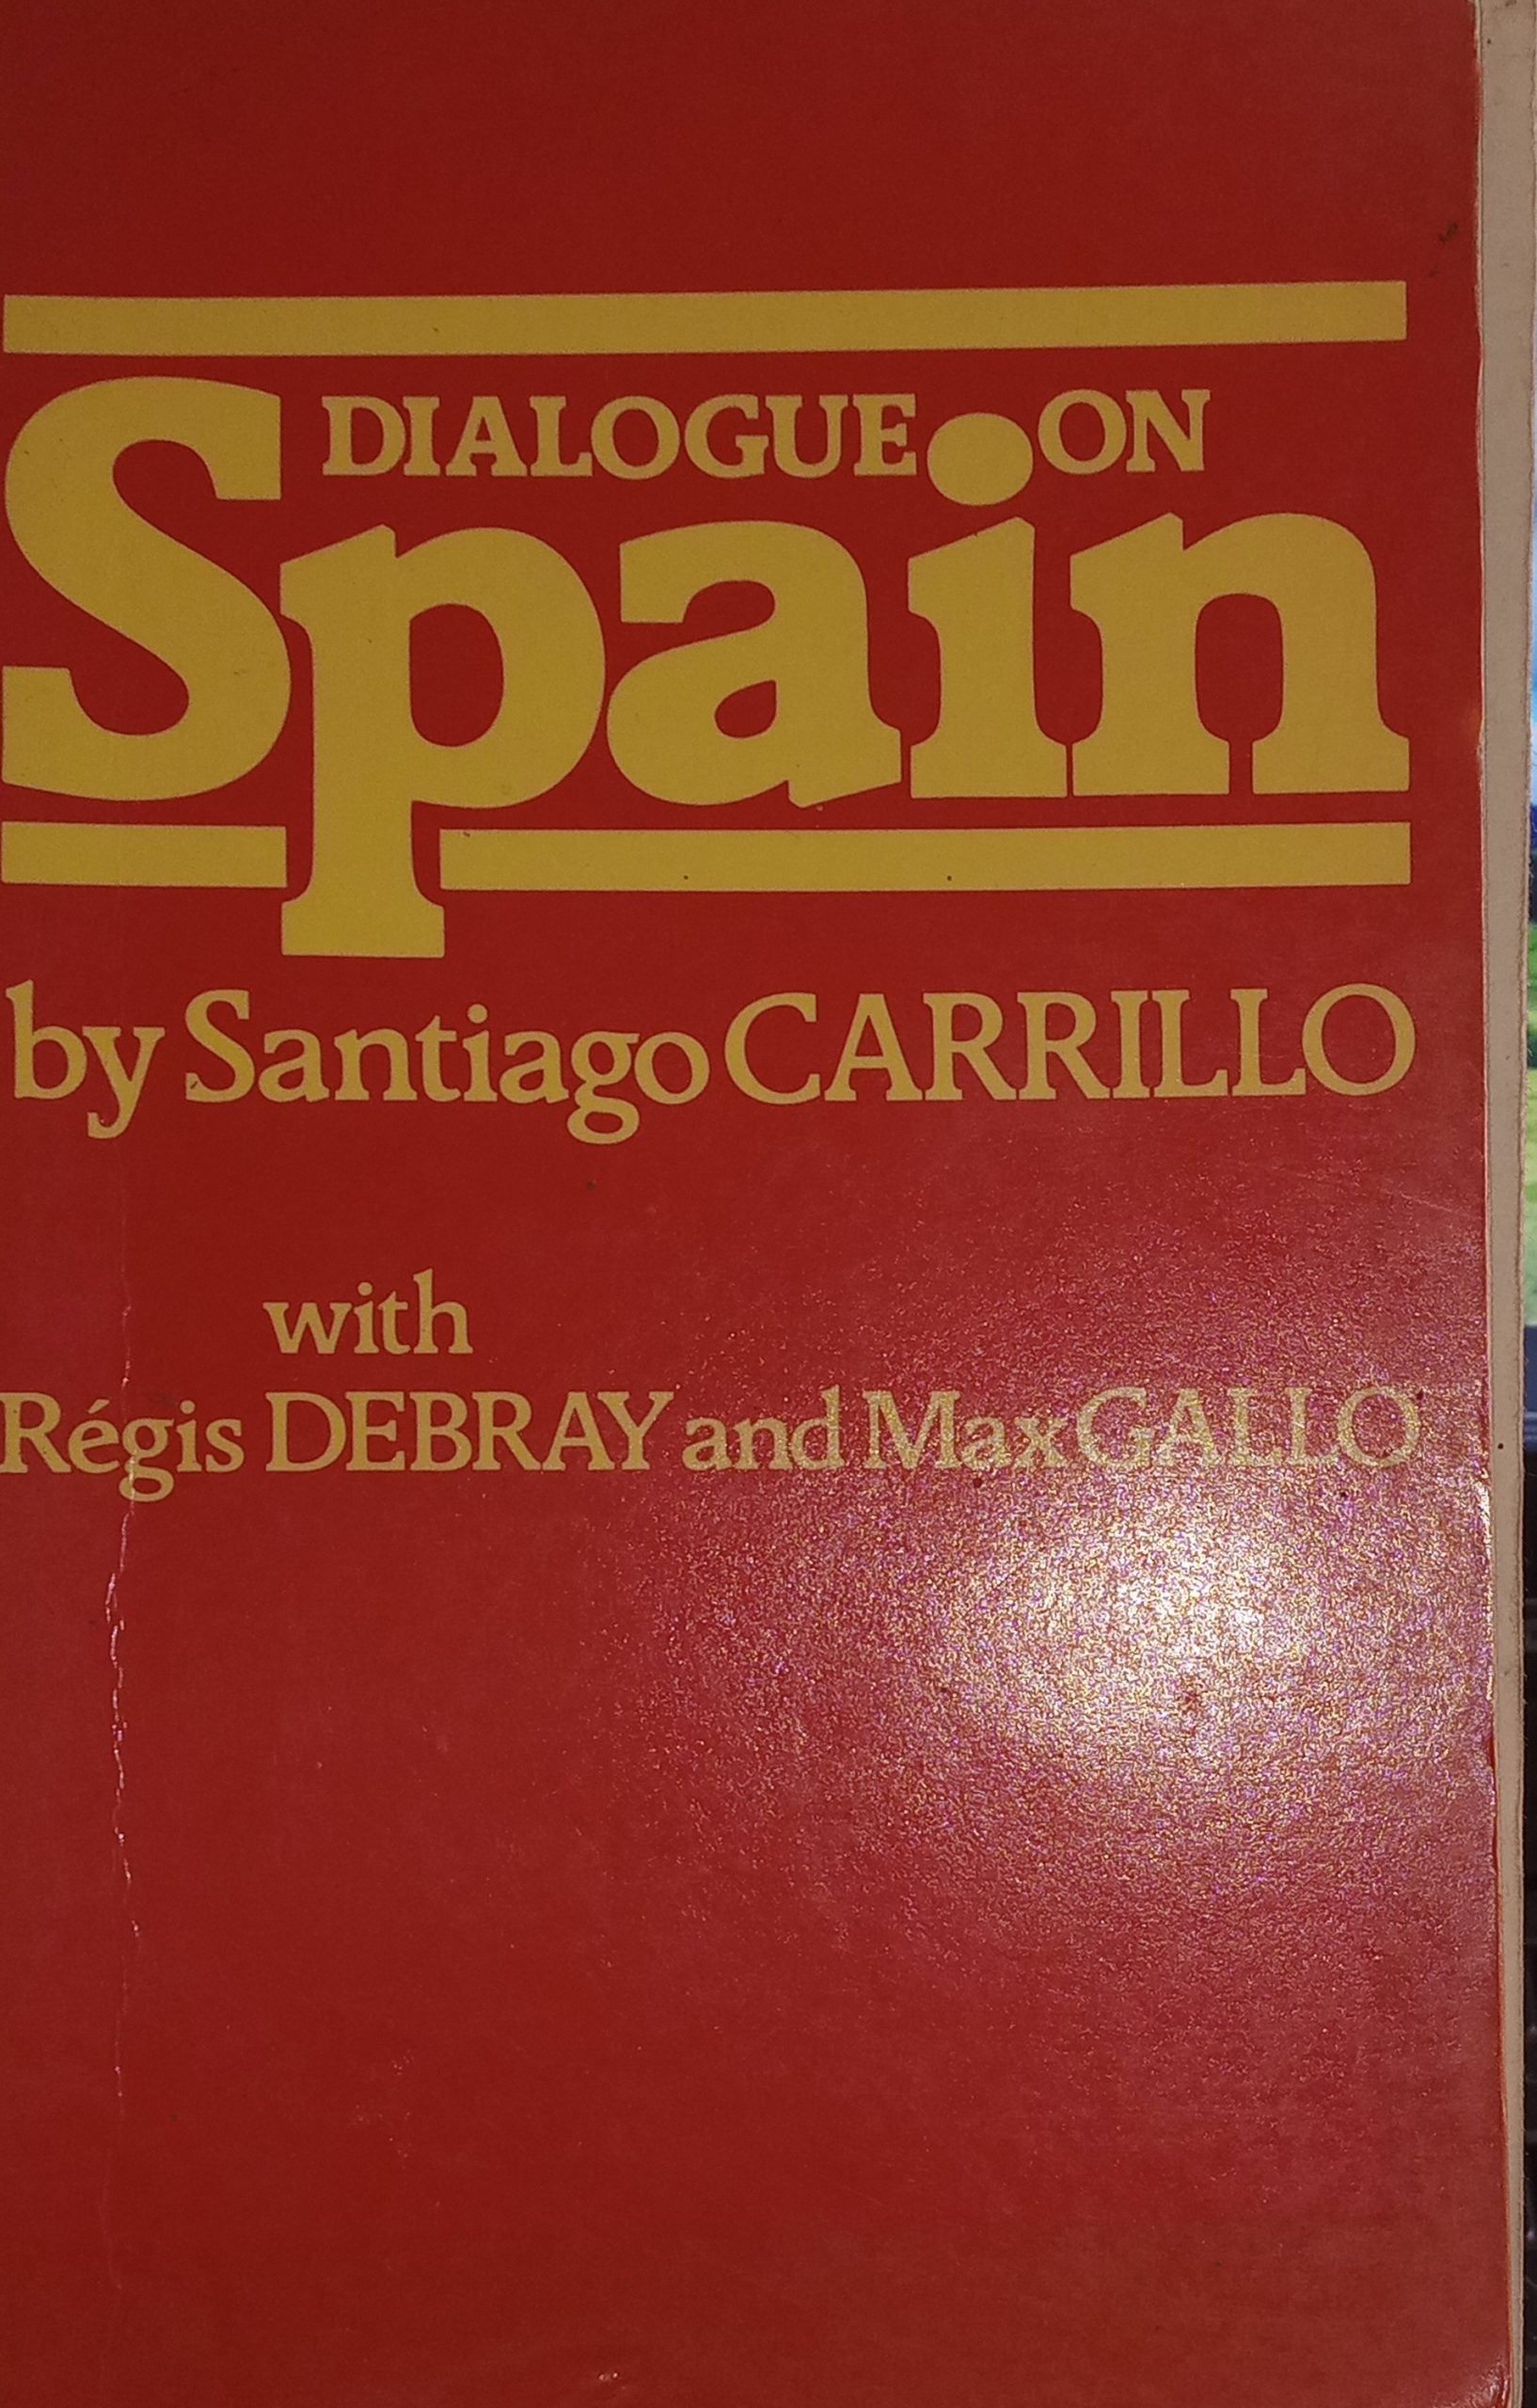 DIALOGUE ON
Spain
by Santiago CARRILLO
with
Régis DEBRAY and Max GALLO